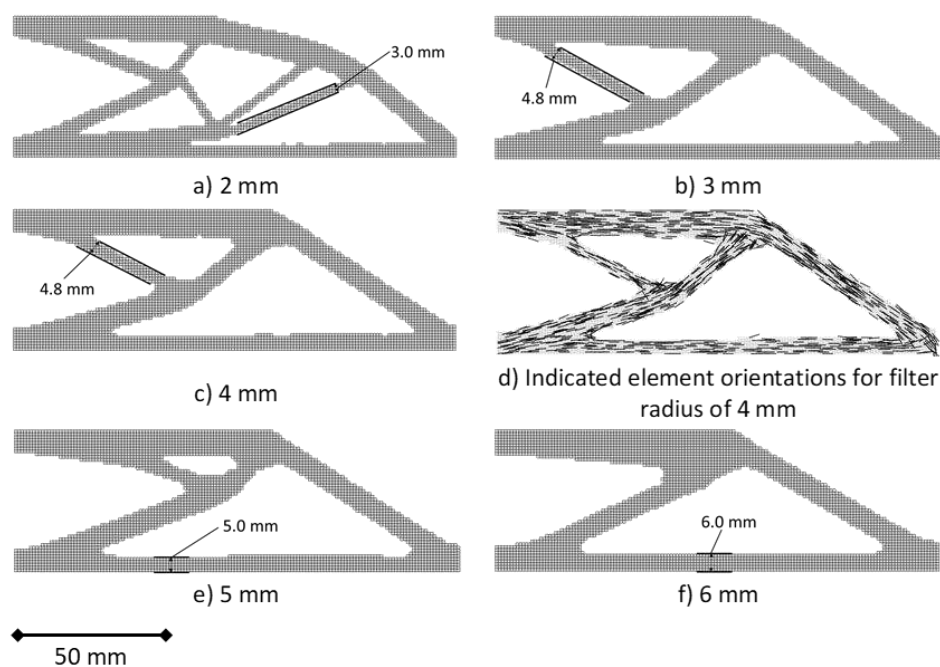 3.0 mm
4.8 mm
a) 2 mm
b) 3 mm
4.8 mm
c) 4 mm
d) Indicated element orientations for filter
radius of 4 mm
5.0 mm
6.0 mm
e) 5 mm
f) 6 mm
50 mm